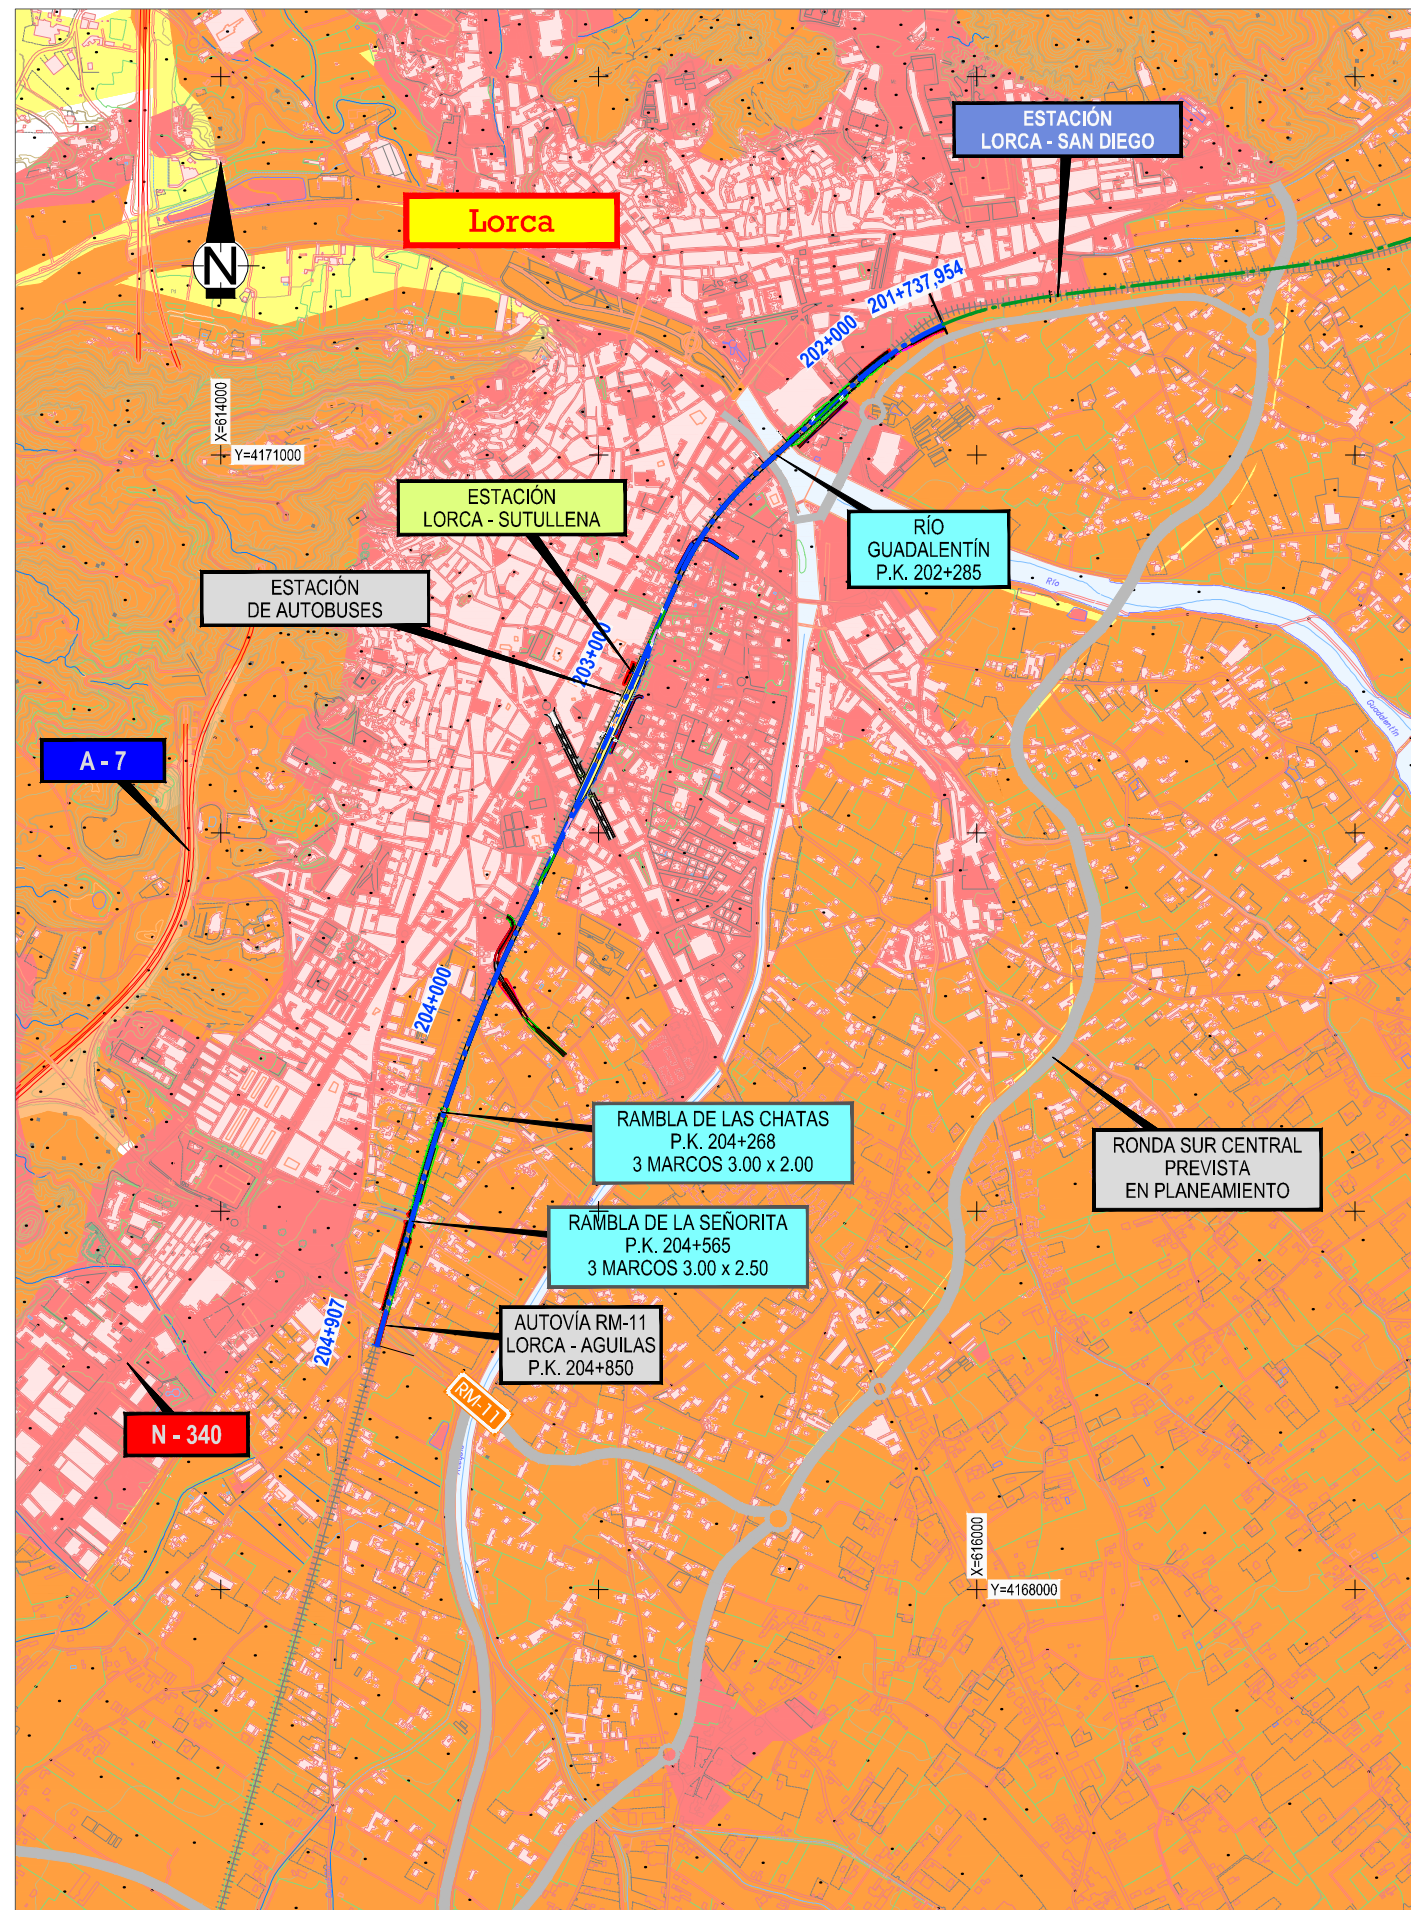 ESTACIÓN
LORCA - SAN DIEGO
Lorca
N
201+737,954
202+000
X=614000
Y=4171000
ESTACIÓN
LORCA - SUTULLENA
RÍO
GUADALENTÍN
P.K. 202+285
ESTACIÓN
DE AUTOBUSES
Río
203+000
Guadalentín
A - 7
204+000
RAMBLA DE LAS CHATAS
P.K. 204+268
3 MARCOS 3.00 x 2.00
RONDA SUR CENTRAL
PREVISTA
EN PLANEAMIENTO
RAMBLA DE LA SEÑORITA
P.K. 204+565
3 MARCOS 3.00 x 2.50
204+907
AUTOVÍA RM-11
LORCA - AGUILAS
P.K. 204+850
RM-11
N - 340
X=616000
Y=4168000